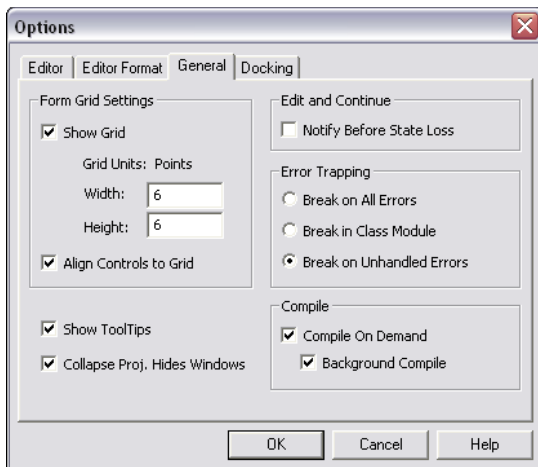 Options
Editor
Editor Format
General
Docking
Form Grid Settings
Show Grid
Grid Units: Points
Width: 6
Height: 6
Align Controls to Grid
Show ToolTips
Collapse Proj. Hides Windows
Edit and Continue
Notify Before State Loss
Error Trapping
Break on All Errors
Break in Class Module
Break on Unhandled Errors
Compile
Compile On Demand
Background Compile
OK
Cancel
Help